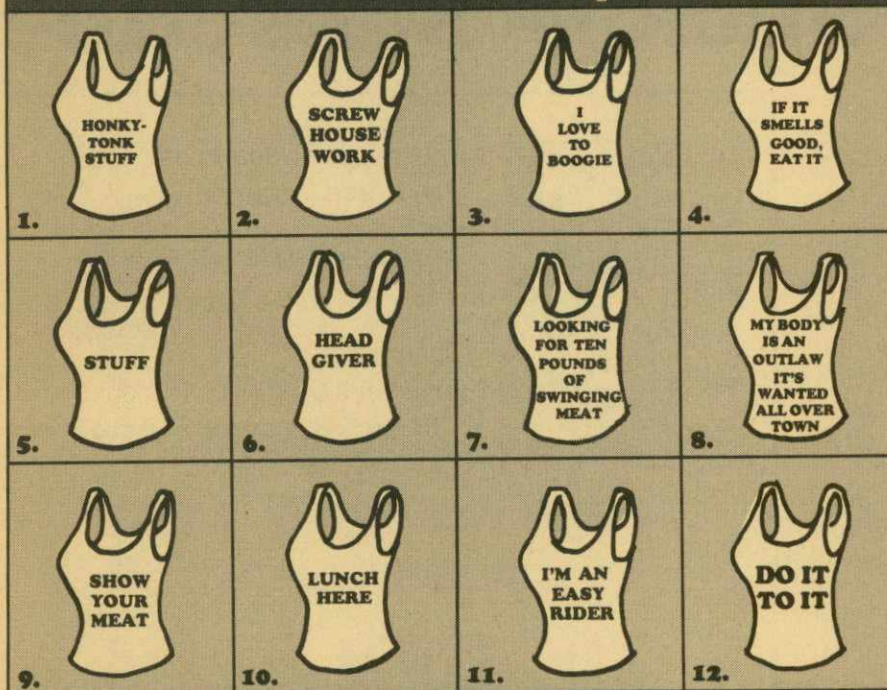 HONKY-
TONK
STUFF
1.
SCREW
HOUSE
WORK
2.
I
LOVE
TO
BOOGIE
3.
IF IT
SMELLS
GOOD,
EAT IT
4.
STUFF
5.
HEAD
GIVER
6.
LOOKING
FOR TEN
POUNDS
OF
SWINGING
MEAT
7.
MY BODY
IS AN
OUTLAW
IT'S
WANTED
ALL OVER
TOWN
8.
SHOW
YOUR
MEAT
9.
LUNCH
HERE
10.
I'M AN
EASY
RIDER
11.
DO IT
TO IT
12.